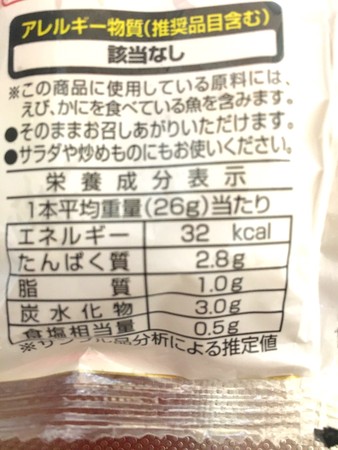 アレルギー物質(推奨品目含む)
該当なし
※この商品に使用している原料には、
えび、かにを食べている魚を含みます。
●そのままお召しあがりいただけます。
●サラダや炒めものにもお使いください。
栄養成分表示
1本平均重量(26g)当たり
エネルギー 32 kcal
たんぱく質 2.8g
脂質 1.0g
炭水化物 3.0g
食塩相当量 0.5g
※サンプル品分析による推定値